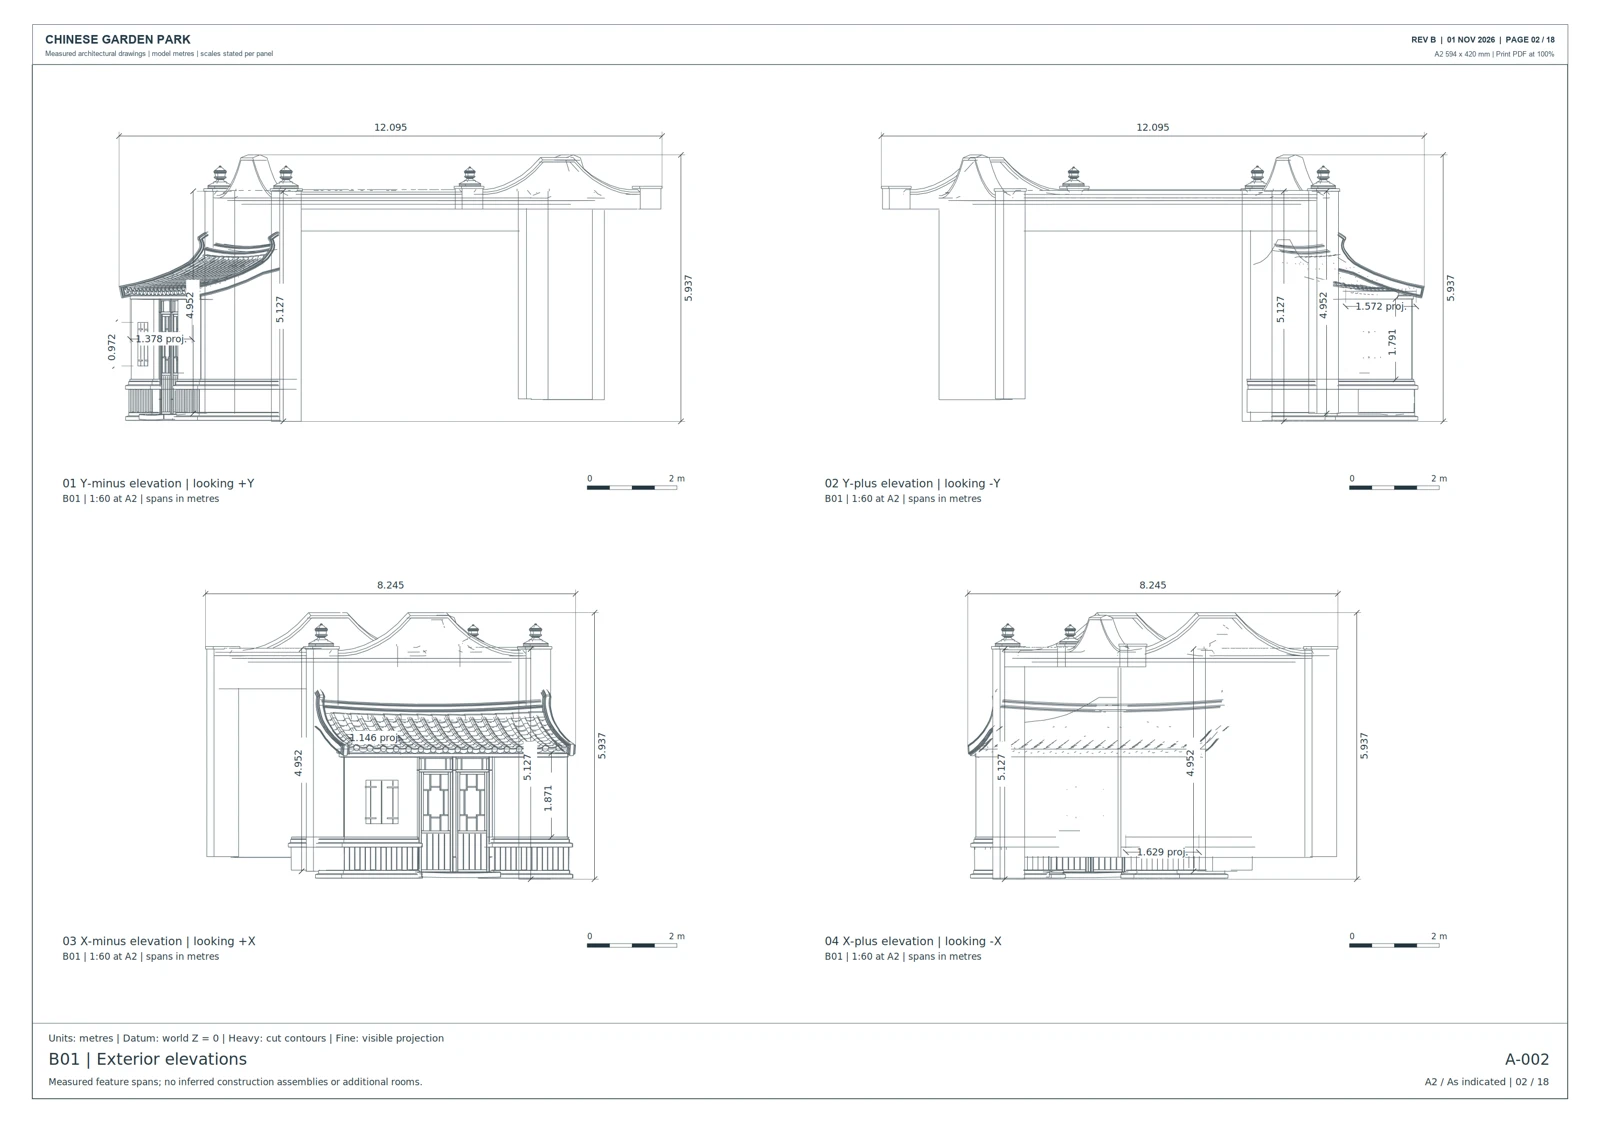 CHINESE GARDEN PARK
Measured architectural drawings | model metres | scales stated per panel
REV B | 01 NOV 2026 | PAGE 02 / 18
A2 594 x 420 mm | Print PDF at 100%
12.095
5.937
4.952
5.127
0.972
1.378 proj.
01 Y-minus elevation | looking +Y
B01 | 1:60 at A2 | spans in metres
0 2 m
12.095
5.937
5.127
4.952
1.572 proj.
1.791
02 Y-plus elevation | looking -Y
B01 | 1:60 at A2 | spans in metres
0 2 m
8.245
1.146 proj.
4.952
5.127
1.871
5.937
03 X-minus elevation | looking +X
B01 | 1:60 at A2 | spans in metres
0 2 m
8.245
5.127
4.952
5.937
1.629 proj.
04 X-plus elevation | looking -X
B01 | 1:60 at A2 | spans in metres
0 2 m
Units: metres | Datum: world Z = 0 | Heavy: cut contours | Fine: visible projection
B01 | Exterior elevations
A-002
Measured feature spans; no inferred construction assemblies or additional rooms.
A2 / As indicated | 02 / 18